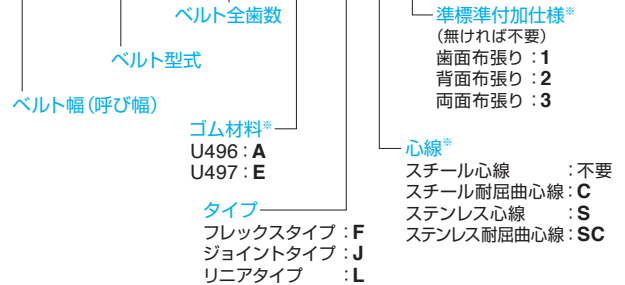 ベルト全歯数
準標準付加仕様※
(無ければ不要)
歯面布張り：1
背面布張り：2
両面布張り：3
ベルト型式
ベルト幅(呼び幅)
ゴム材料※
U496：A
U497：E
心線※
スチール心線　　　：不要
スチール耐屈曲心線：C
ステンレス心線　　：S
ステンレス耐屈曲心線：SC
タイプ
フレックスタイプ：F
ジョイントタイプ：J
リニアタイプ　　：L